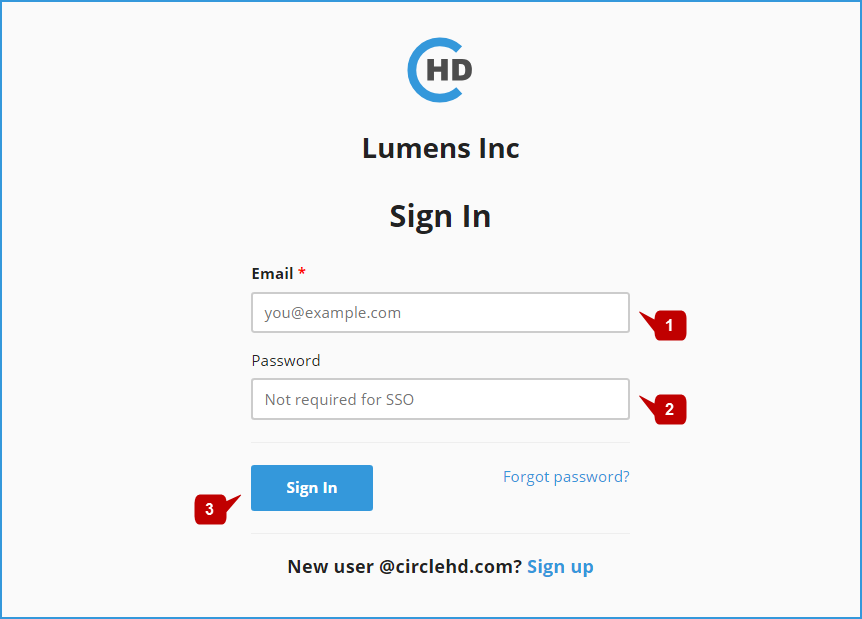 HD
Lumens Inc
Sign In
Email *
you@example.com
1
Password
Not required for SSO
2
Sign In
Forgot password?
3
New user @circlehd.com? Sign up